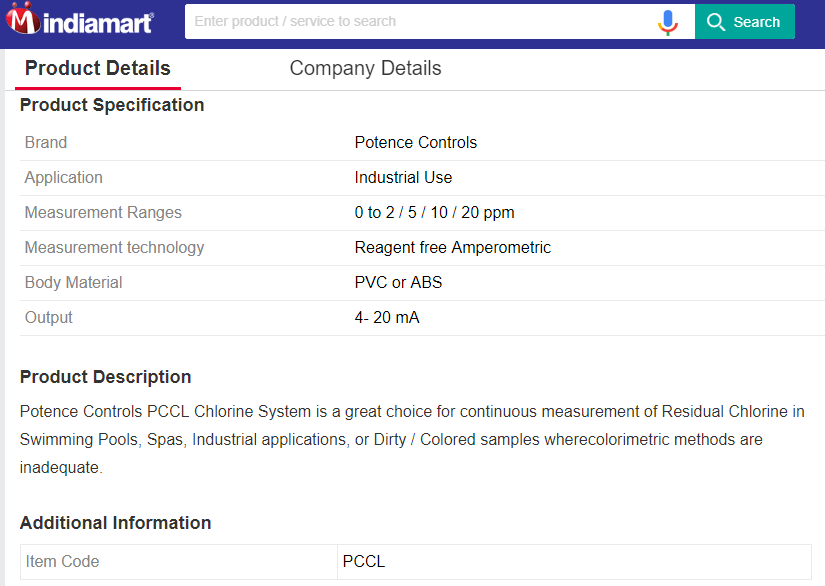 indiamart
Enter product / service to search
Search
Product Details
Company Details
Product Specification
Brand Potence Controls
Application Industrial Use
Measurement Ranges 0 to 2 / 5 / 10 / 20 ppm
Measurement technology Reagent free Amperometric
Body Material PVC or ABS
Output 4- 20 mA
Product Description
Potence Controls PCCL Chlorine System is a great choice for continuous measurement of Residual Chlorine in
Swimming Pools, Spas, Industrial applications, or Dirty / Colored samples wherecolorimetric methods are
inadequate.
Additional Information
Item Code PCCL